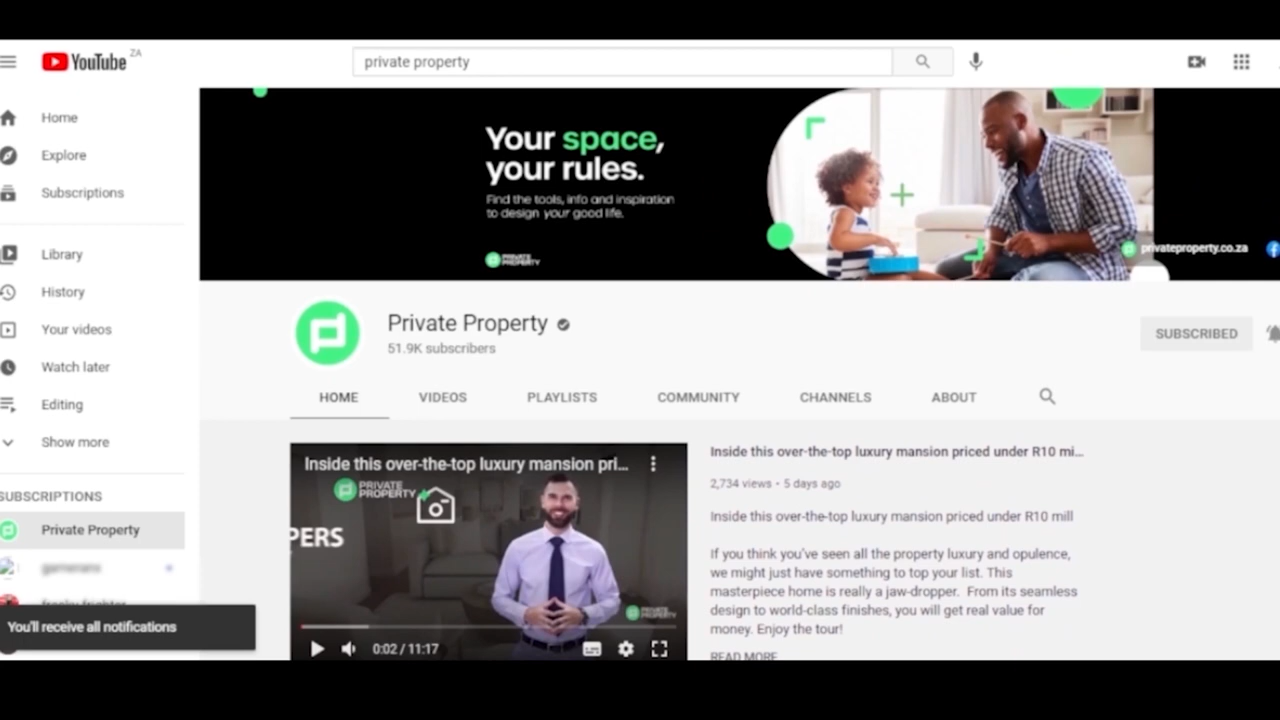 YouTube ZA
private property
Home
Explore
Subscriptions
Library
History
Your videos
Watch later
Editing
Show more
SUBSCRIPTIONS
Private Property
You'll receive all notifications
Your space,
your rules.
Find the tools, info and inspiration
to design your good life.
PRIVATE
PROPERTY
privateproperty.co.za
Private Property
51.9K subscribers
SUBSCRIBED
HOME
VIDEOS
PLAYLISTS
COMMUNITY
CHANNELS
ABOUT
Inside this over-the-top luxury mansion pri...
PRIVATE
PROPERTY
PERS
PRIVATE
PROPERTY
0:02 / 11:17
Inside this over-the-top luxury mansion priced under R10 mi...
2,734 views • 5 days ago
Inside this over-the-top luxury mansion priced under R10 mill
If you think you've seen all the property luxury and opulence,
we might just have something to top your list. This
masterpiece home is really a jaw-dropper. From its seamless
design to world-class finishes, you will get real value for
money. Enjoy the tour!
READ MORE